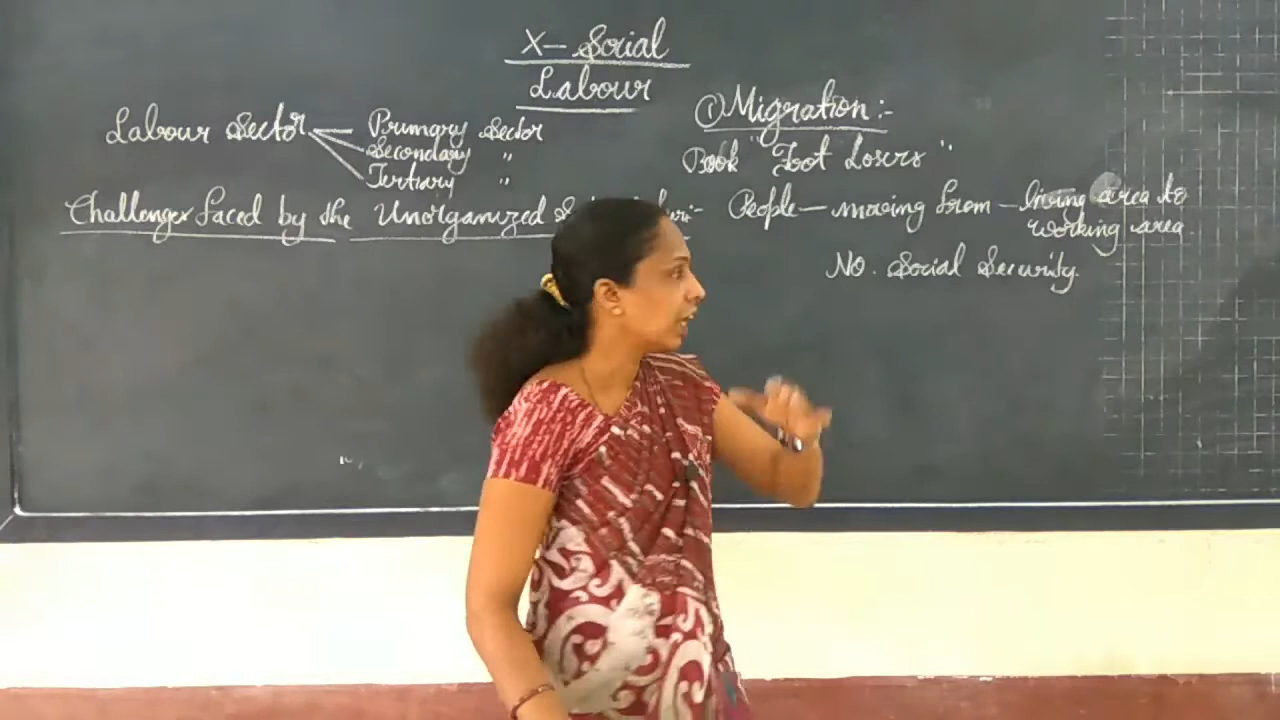 X- Social
Labour
Labour Sector
Primary Sector
Secondary "
Tertiary "
Challenges faced by the Unorganized
① Migration :-
Book "Foot Losers"
People - moving from - living area to
working area.
No. Social Security.